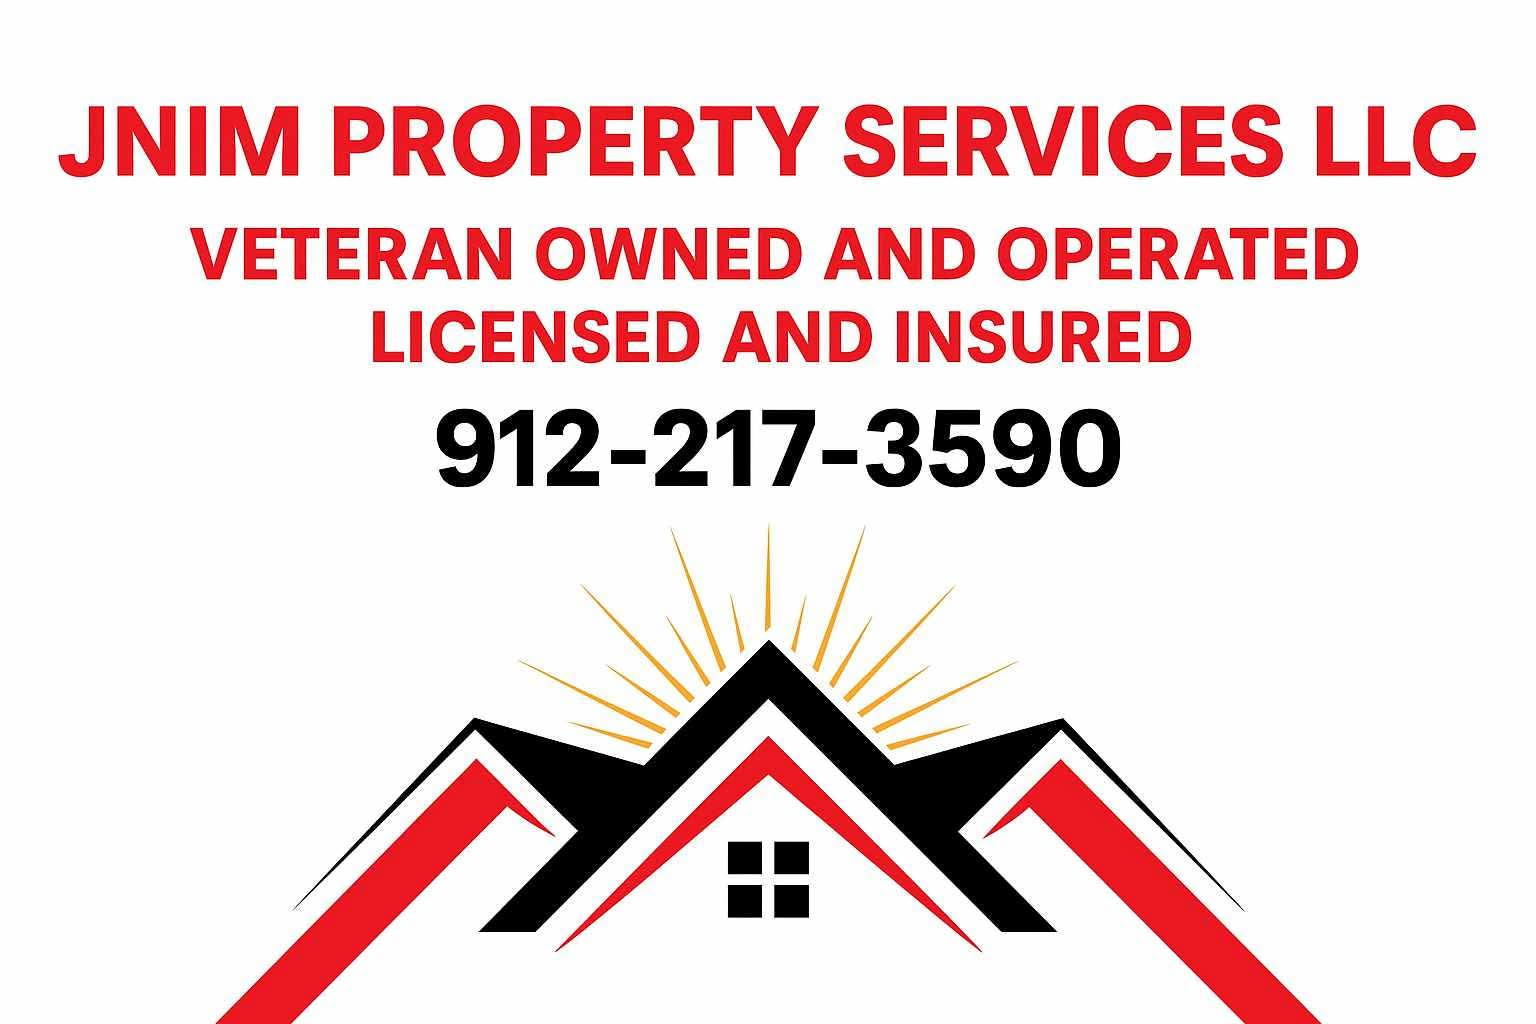 JNIM PROPERTY SERVICES LLC
VETERAN OWNED AND OPERATED
LICENSED AND INSURED
912-217-3590